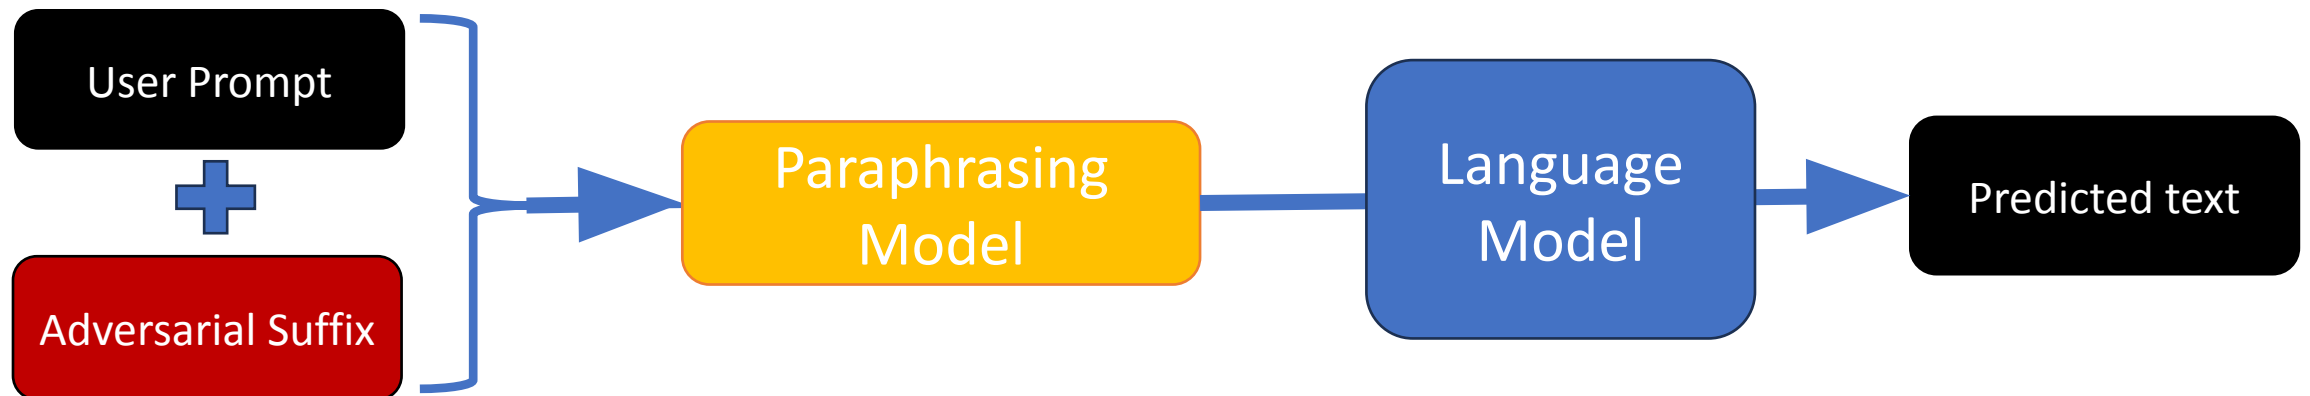 User Prompt
Adversarial Suffix
Paraphrasing
Model
Language
Model
Predicted text